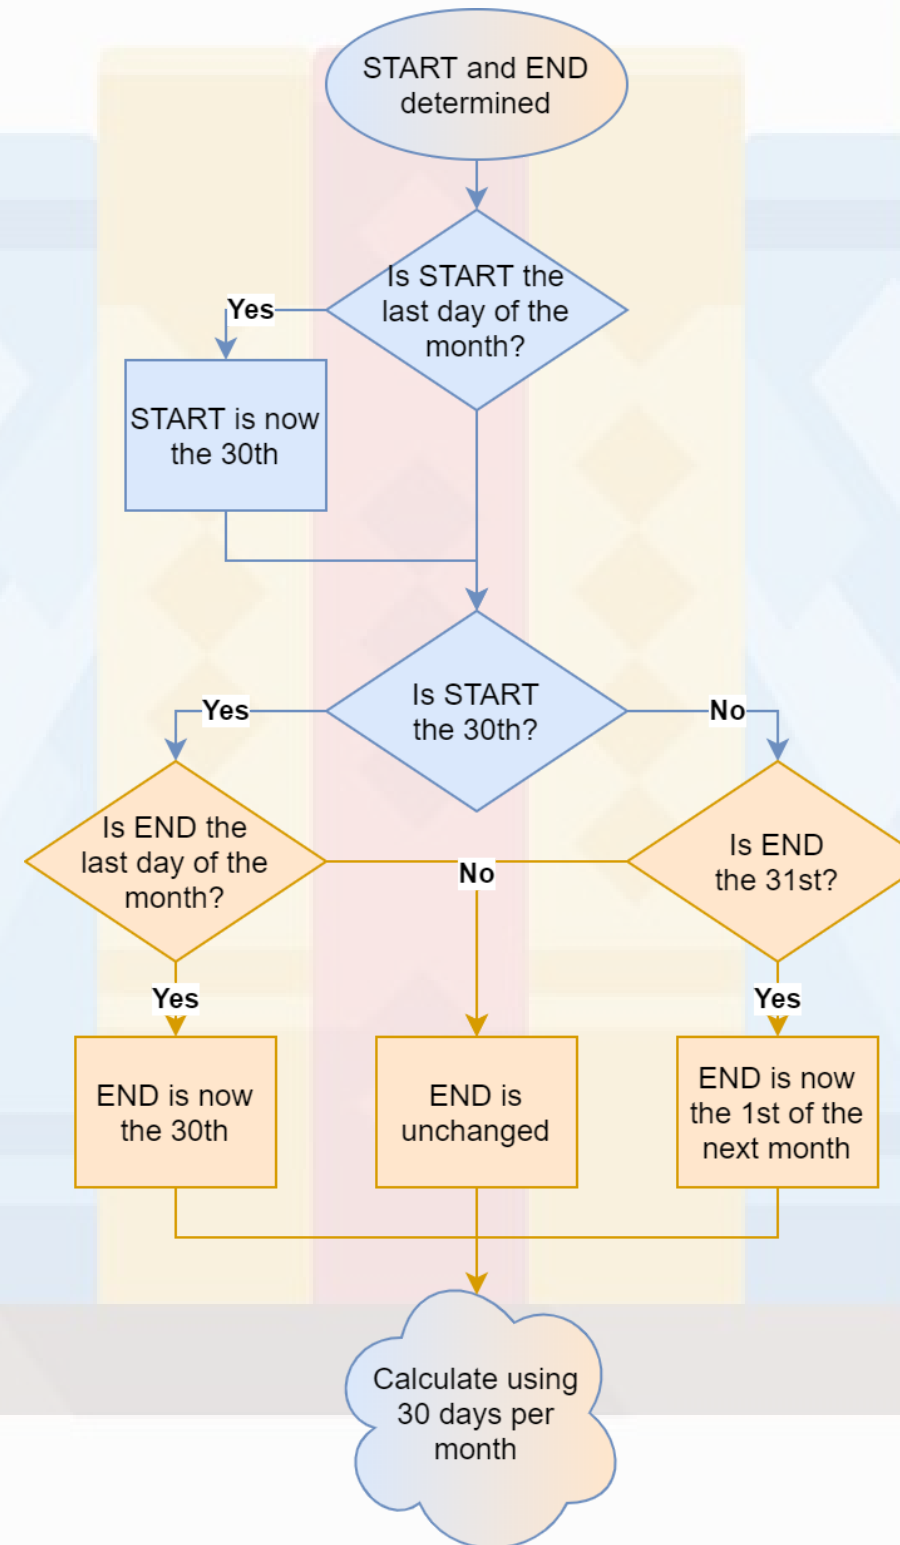 START and END
determined
Is START the
last day of the
month?
Yes
START is now
the 30th
Is START
the 30th?
Yes
No
Is END the
last day of the
month?
No
Is END
the 31st?
Yes
Yes
END is now
the 30th
END is
unchanged
END is now
the 1st of the
next month
Calculate using
30 days per
month